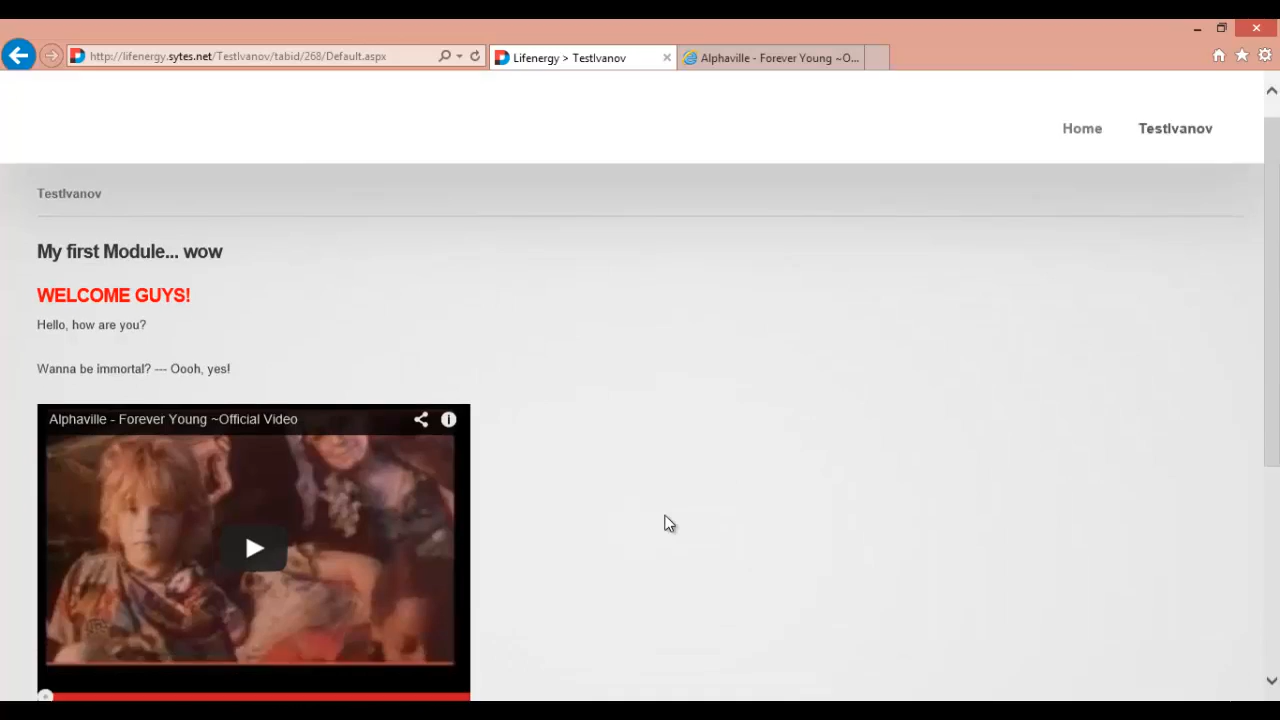 http://lifenergy.sytes.net/TestIvanov/tabid/268/Default.aspx
Lifenergy > TestIvanov
Alphaville - Forever Young ~O...
Home
TestIvanov
TestIvanov
My first Module... wow
WELCOME GUYS!
Hello, how are you?
Wanna be immortal? --- Oooh, yes!
Alphaville - Forever Young ~Official Video